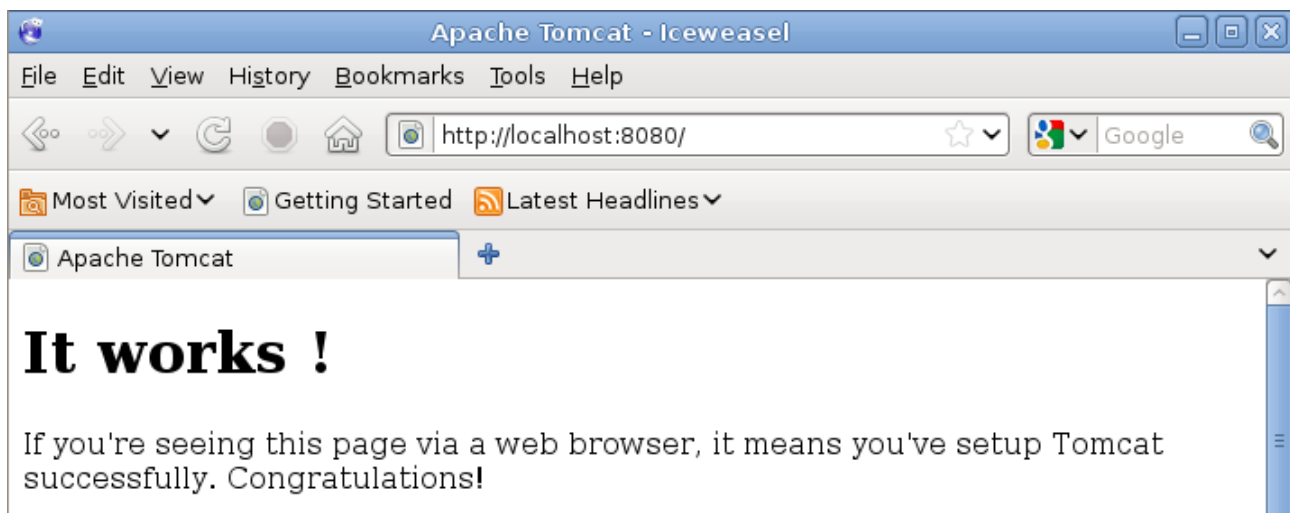 Apache Tomcat - Iceweasel
File Edit View History Bookmarks Tools Help
http://localhost:8080/ Google
Most Visited Getting Started Latest Headlines
Apache Tomcat
It works !
If you're seeing this page via a web browser, it means you've setup Tomcat
successfully. Congratulations!